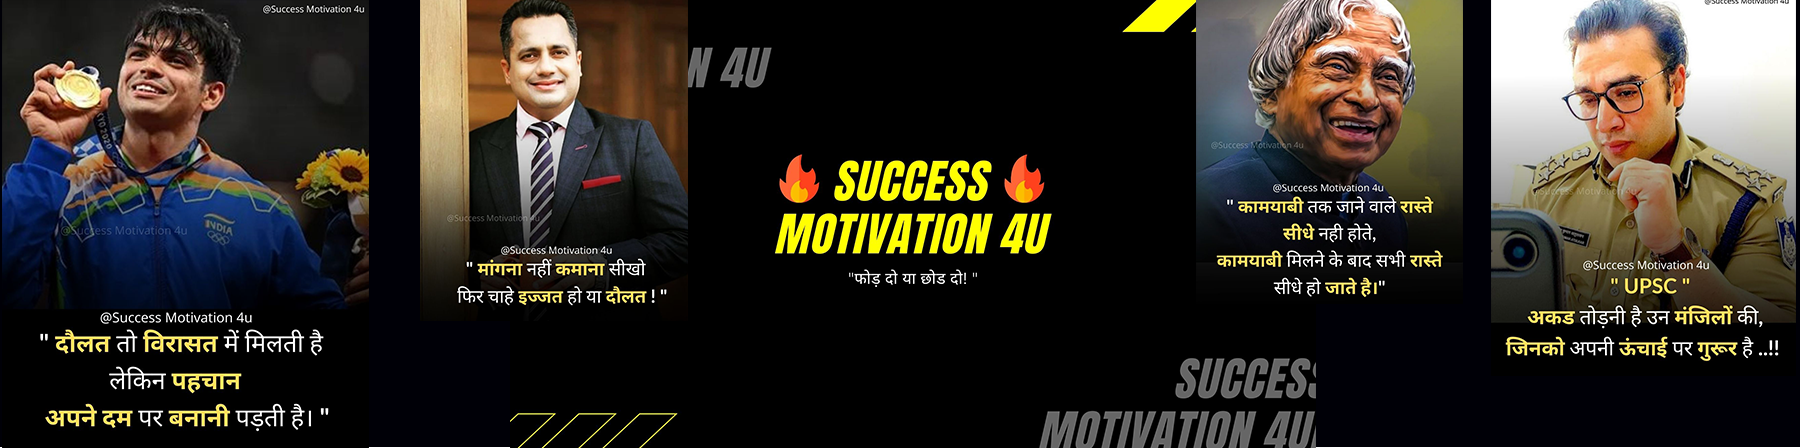 @Success Motivation 4u
@Success Motivation 4u
@Success Motivation 4u
" दौलत तो विरासत में मिलती है
लेकिन पहचान
अपने दम पर बनानी पड़ती है। "
TOKYO 2020
INDIA
@Success Motivation 4u
@Success Motivation 4u
" मांगना नहीं कमाना सीखो
फिर चाहे इज्जत हो या दौलत ! "
N 4U
SUCCESS
MOTIVATION 4U
"फोड़ दो या छोड दो! "
SUCCESS
MOTIVATION 4U
@Success Motivation 4u
@Success Motivation 4u
" कामयाबी तक जाने वाले रास्ते
सीधे नही होते,
कामयाबी मिलने के बाद सभी रास्ते
सीधे हो जाते है।"
@Success Motivation 4u
@Success Motivation 4u
@Success Motivation 4u
" UPSC "
अकड तोड़नी है उन मंजिलों की,
जिनको अपनी ऊंचाई पर गुरूर है ..!!